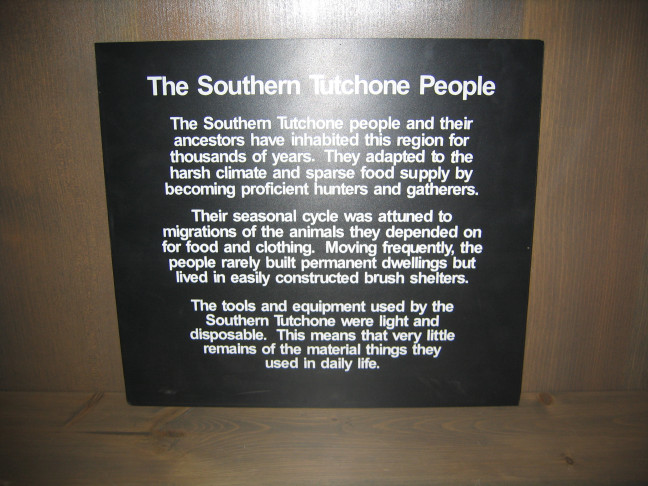 The Southern Tutchone People
The Southern Tutchone people and their
ancestors have inhabited this region for
thousands of years. They adapted to the
harsh climate and sparse food supply by
becoming proficient hunters and gatherers.
Their seasonal cycle was attuned to
migrations of the animals they depended on
for food and clothing. Moving frequently, the
people rarely built permanent dwellings but
lived in easily constructed brush shelters.
The tools and equipment used by the
Southern Tutchone were light and
disposable. This means that very little
remains of the material things they
used in daily life.